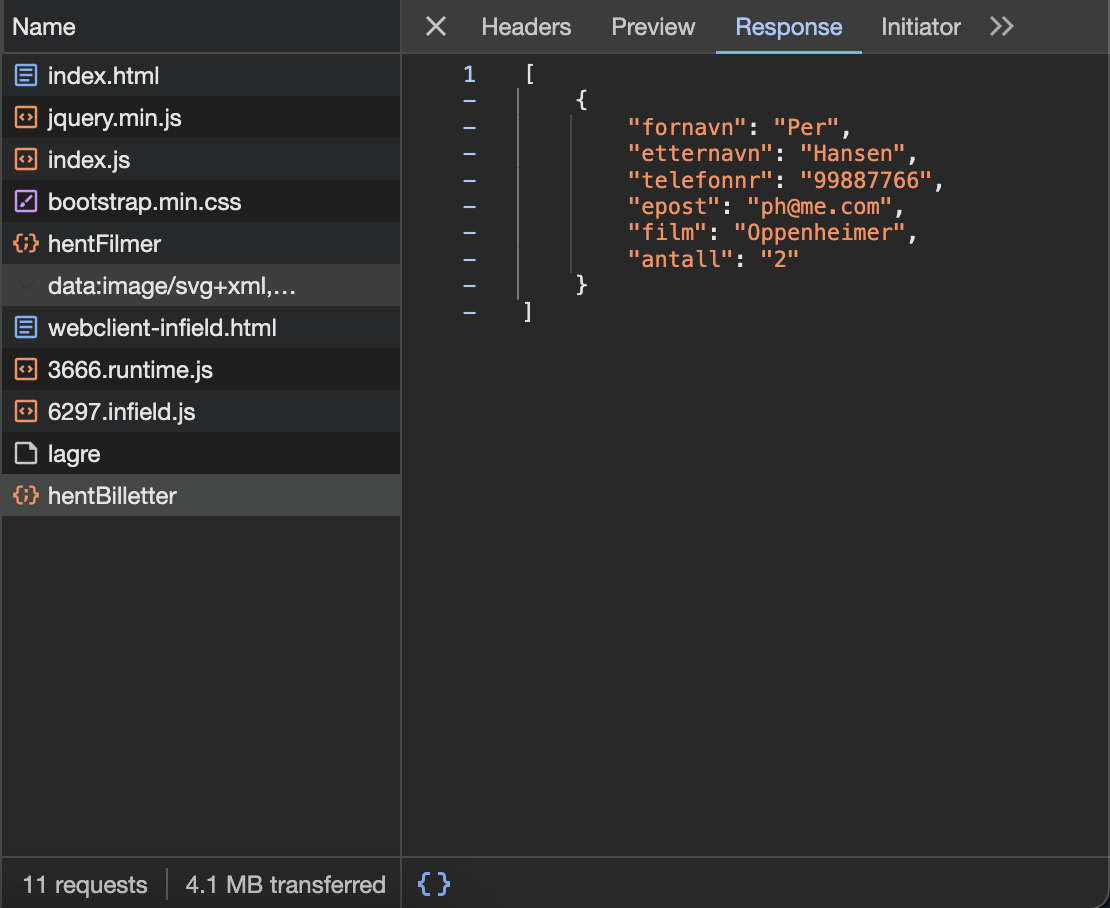 Name
Headers Preview Response Initiator
index.html
jquery.min.js
index.js
bootstrap.min.css
hentFilmer
data:image/svg+xml,…
webclient-infield.html
3666.runtime.js
6297.infield.js
lagre
hentBilletter
1 [
– {
– "fornavn": "Per",
– "etternavn": "Hansen",
– "telefonnr": "99887766",
– "epost": "ph@me.com",
– "film": "Oppenheimer",
– "antall": "2"
– }
– ]
11 requests 4.1 MB transferred {}